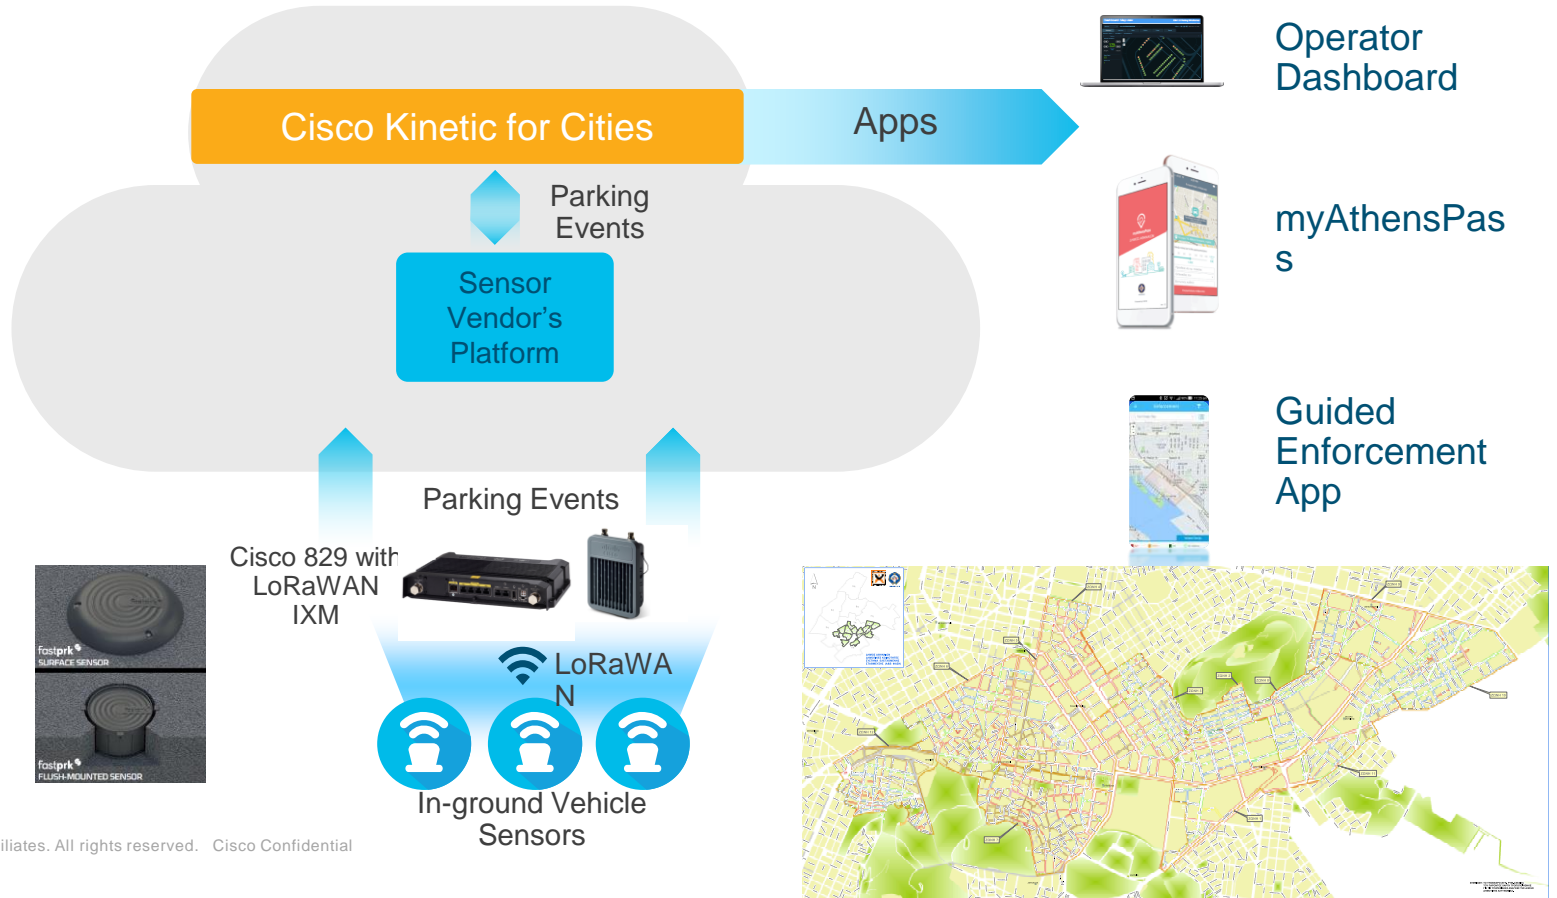 Cisco Kinetic for Cities
Apps
Operator
Dashboard
Parking
Events
myAthensPas
s
Sensor
Vendor’s
Platform
Guided
Enforcement
App
Parking Events
Cisco 829 with
LoRaWAN
IXM
fastprk
SURFACE SENSOR
fastprk
FLUSH-MOUNTED SENSOR
LoRaWA
N
In-ground Vehicle
Sensors
iliates. All rights reserved. Cisco Confidential